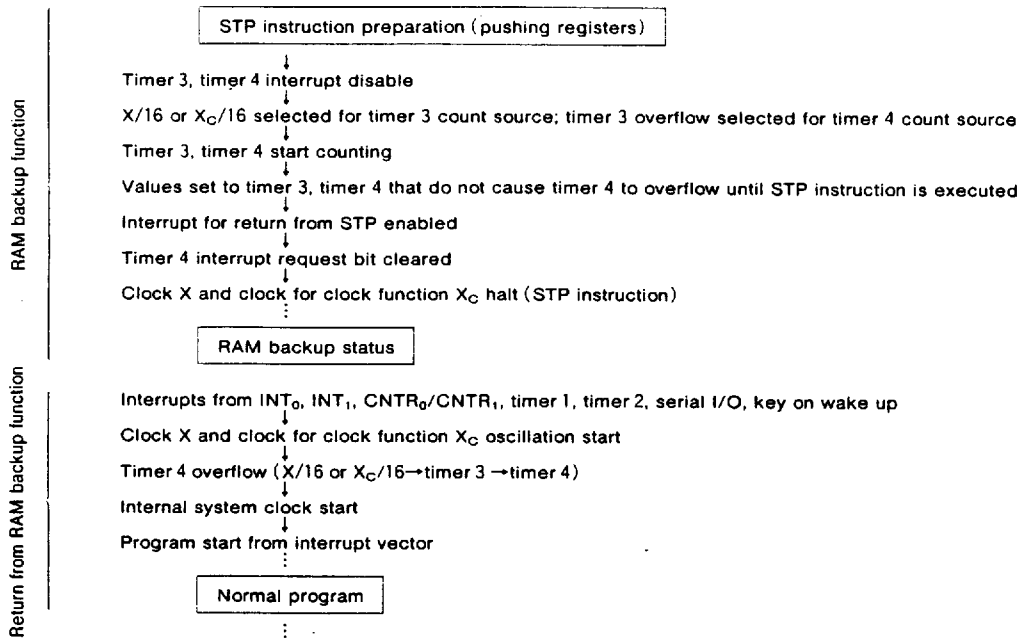 STP instruction preparation (pushing registers)
Timer 3, timer 4 interrupt disable
X/16 or XC/16 selected for timer 3 count source; timer 3 overflow selected for timer 4 count source
Timer 3, timer 4 start counting
Values set to timer 3, timer 4 that do not cause timer 4 to overflow until STP instruction is executed
Interrupt for return from STP enabled
Timer 4 interrupt request bit cleared
Clock X and clock for clock function XC halt (STP instruction)
RAM backup status
RAM backup function
Interrupts from INT0, INT1, CNTR0/CNTR1, timer 1, timer 2, serial I/O, key on wake up
Clock X and clock for clock function XC oscillation start
Timer 4 overflow (X/16 or XC/16→timer 3 →timer 4)
Internal system clock start
Program start from interrupt vector
Normal program
Return from RAM backup function